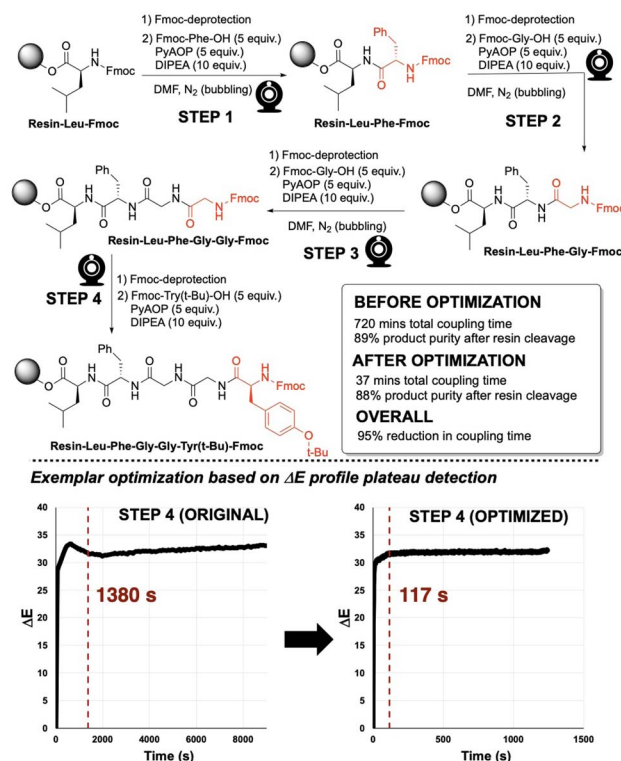 1) Fmoc-deprotection
2) Fmoc-Phe-OH (5 equiv.)
PyAOP (5 equiv.)
DIPEA (10 equiv.)
DMF, N2 (bubbling)
STEP 1
O
O
H
N
Fmoc
Resin-Leu-Fmoc
Ph
O
O
H
N
O
N
H
Fmoc
Resin-Leu-Phe-Fmoc
1) Fmoc-deprotection
2) Fmoc-Gly-OH (5 equiv.)
PyAOP (5 equiv.)
DIPEA (10 equiv.)
DMF, N2 (bubbling)
STEP 2
Ph
O
O
H
N
O
N
H
O
H
N
Fmoc
Resin-Leu-Phe-Gly-Fmoc
1) Fmoc-deprotection
2) Fmoc-Gly-OH (5 equiv.)
PyAOP (5 equiv.)
DIPEA (10 equiv.)
DMF, N2 (bubbling)
STEP 3
Ph
O
O
H
N
O
N
H
O
H
N
O
N
H
Fmoc
Resin-Leu-Phe-Gly-Gly-Fmoc
STEP 4
1) Fmoc-deprotection
2) Fmoc-Try(t-Bu)-OH (5 equiv.)
PyAOP (5 equiv.)
DIPEA (10 equiv.)
Ph
O
O
H
N
O
N
H
O
H
N
O
N
H
O
H
N
Fmoc
O
t-Bu
Resin-Leu-Phe-Gly-Gly-Tyr(t-Bu)-Fmoc
BEFORE OPTIMIZATION
720 mins total coupling time
89% product purity after resin cleavage
AFTER OPTIMIZATION
37 mins total coupling time
88% product purity after resin cleavage
OVERALL
95% reduction in coupling time
Exemplar optimization based on ΔE profile plateau detection
STEP 4 (ORIGINAL)
1380 s
ΔE
40
35
30
25
20
15
10
5
0
0
2000
4000
6000
8000
Time (s)
STEP 4 (OPTIMIZED)
117 s
ΔE
40
35
30
25
20
15
10
5
0
0
500
1000
1500
Time (s)